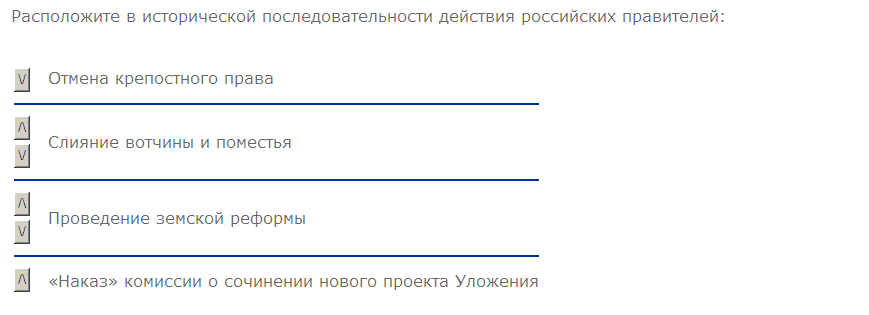 Расположите в исторической последовательности действия российских правителей:
\/ Отмена крепостного права
/\
\/
Слияние вотчины и поместья
/\
\/
Проведение земской реформы
/\ «Наказ» комиссии о сочинении нового проекта Уложения